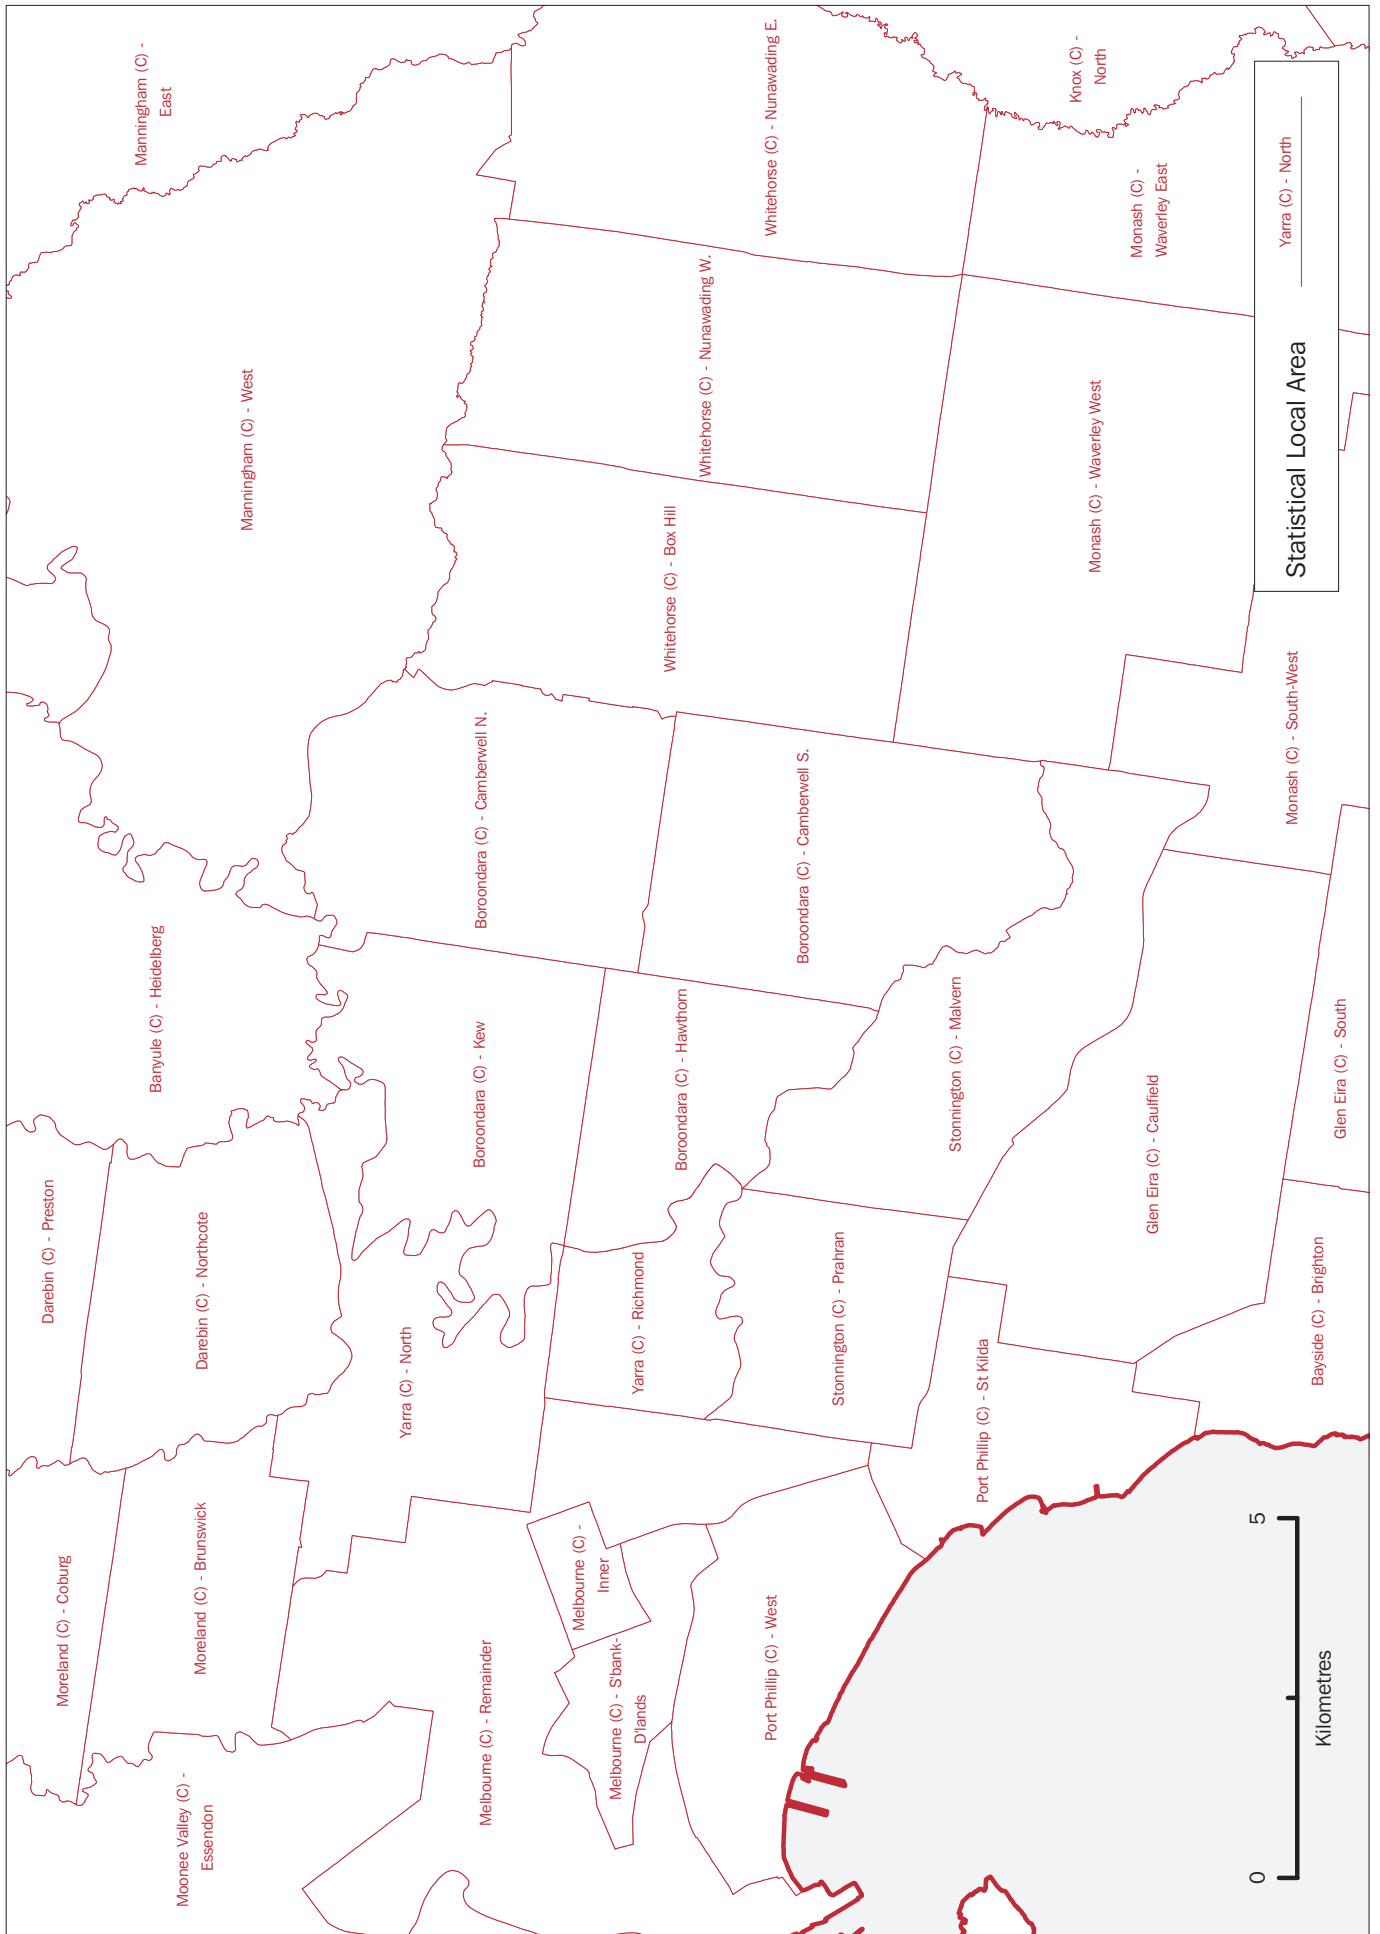 Manningham (C) -
East
Knox (C) -
North
Whitehorse (C) - Nunawading E.
Monash (C) -
Waverley East
Yarra (C) - North
Statistical Local Area
Manningham (C) - West
Whitehorse (C) - Nunawading W.
Monash (C) - Waverley West
Whitehorse (C) - Box Hill
Monash (C) - South-West
Boroondara (C) - Camberwell N.
Boroondara (C) - Camberwell S.
Banyule (C) - Heidelberg
Boroondara (C) - Kew
Boroondara (C) - Hawthorn
Stonnington (C) - Malvern
Glen Eira (C) - Caulfield
Glen Eira (C) - South
Darebin (C) - Preston
Darebin (C) - Northcote
Yarra (C) - North
Yarra (C) - Richmond
Stonnington (C) - Prahran
Port Phillip (C) - St Kilda
Bayside (C) - Brighton
Moreland (C) - Coburg
Moreland (C) - Brunswick
Melbourne (C) -
Inner
Melbourne (C) - Remainder
Melbourne (C) - S'bank-
D'lands
Port Phillip (C) - West
Moonee Valley (C) -
Essendon
0
5
Kilometres